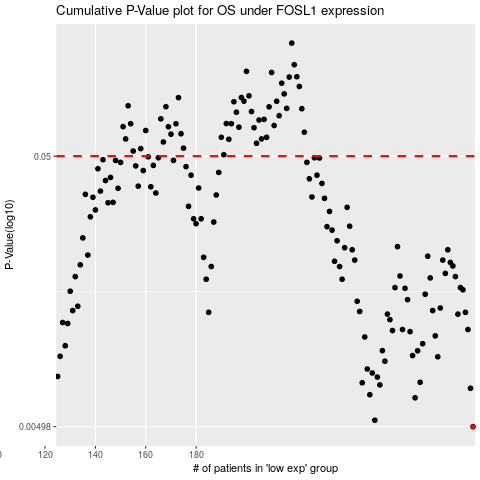 Cumulative P-Value plot for OS under FOSL1 expression
P-Value(log10)
0.05
0.00498
0 120 140 160 180
# of patients in 'low exp' group